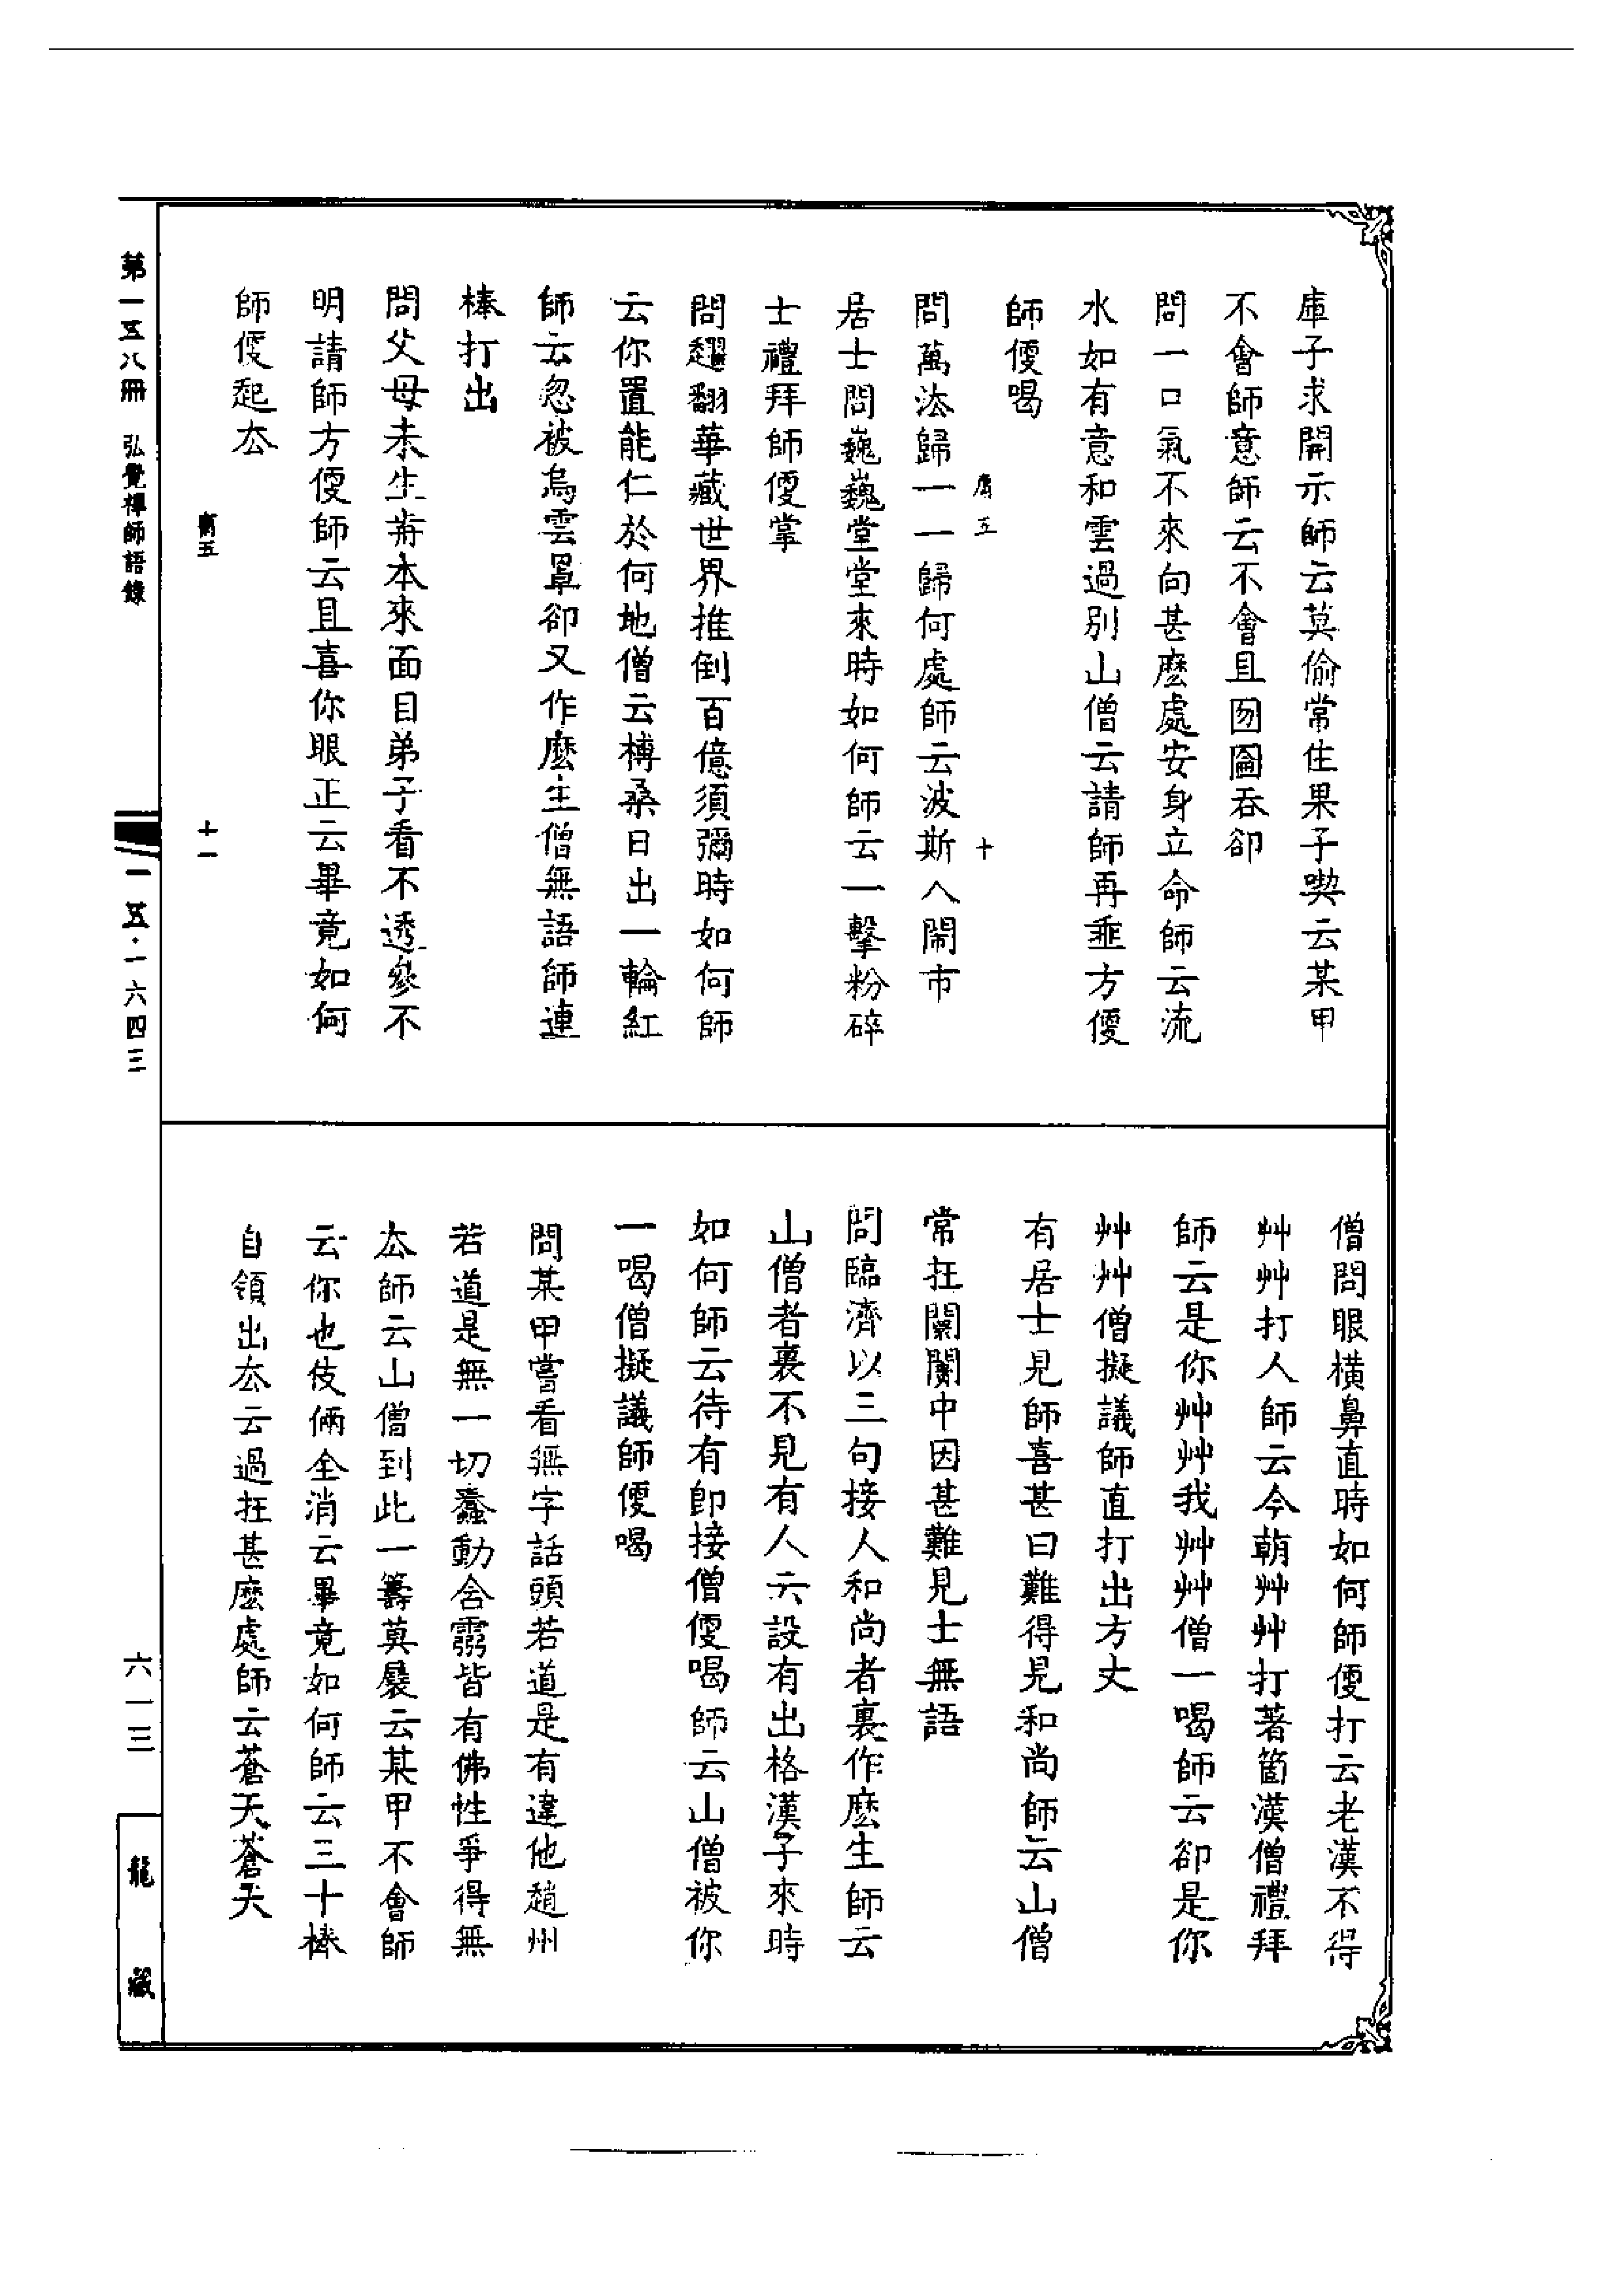 庫子求開示師云莫偷常住果子喫云某甲
不會師意師云不會且囫圇吞卻
問一口氣不來向甚麼處安身立命師云流
水如有意和雲過別山僧云請師再垂方便
師便喝
問萬法歸一一歸何處師云波斯入鬧市
居士問巍巍堂堂來時如何師云一擊粉碎
士禮拜師便掌
問趯翻華藏世界推倒百億須彌時如何師
云你置能仁於何地僧云榑桑日出一輪紅
師云忽被烏雲罩卻又作麼生僧無語師連
棒打出
問父母未生歬本來面目弟子看不透參不
明請師方便師云且喜你眼正云畢竟如何
師便起厺
五 十
五 十一
僧問眼橫鼻直時如何師便打云老漢不得
艸艸打人師云今朝艸艸打著箇漢僧禮拜
師云是你艸艸我艸艸僧一喝師云卻是你
艸艸僧擬議師直打出方丈
有居士見師喜甚曰難得見和尚師云山僧
常在闤闠中因甚難見士無語
問臨濟以三句接人和尚者裏作麼生師云
山僧者裏不見有人云設有出格漢子來時
如何師云待有即接僧便喝師云山僧被你
一喝僧擬議師便喝
問某甲嘗看無字話頭若道是有違他趙州
若道是無一切蠢動含靈皆有佛性爭得無
厺師云山僧到此一籌莫展云某甲不會師
云你也伎倆全消云畢竟如何師云三十棒
自領出厺云過在甚麼處師云蒼天蒼天
第一五八冊 弘覺禪師語錄
一五·一六四三
六一三
龍藏